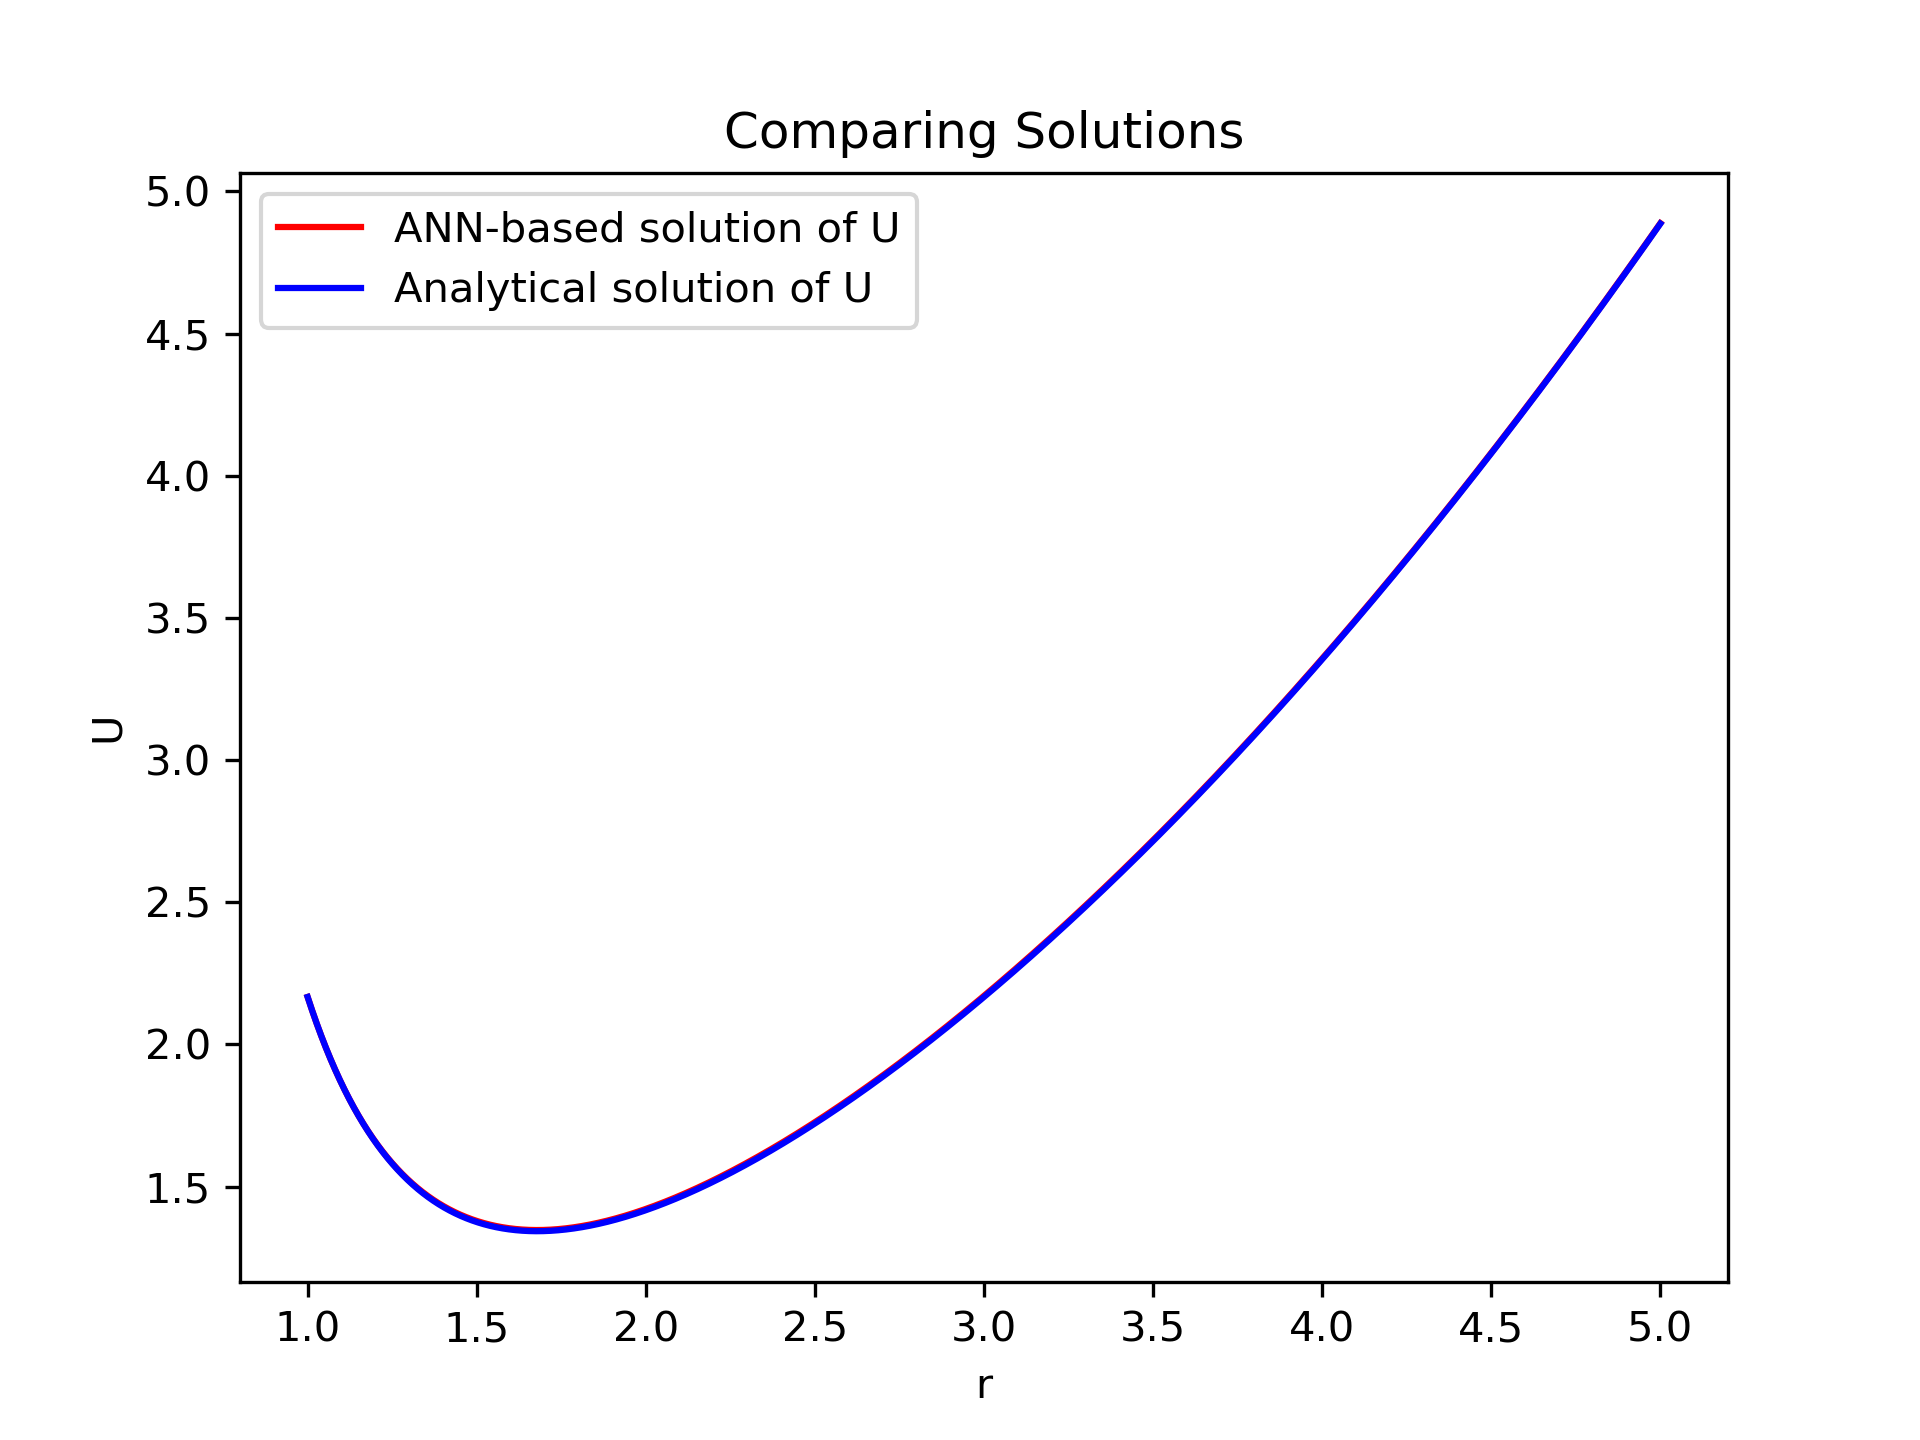 Comparing Solutions
ANN-based solution of U
Analytical solution of U
5.0
4.5
4.0
3.5
3.0
2.5
2.0
1.5
U
1.0 1.5 2.0 2.5 3.0 3.5 4.0 4.5 5.0
r